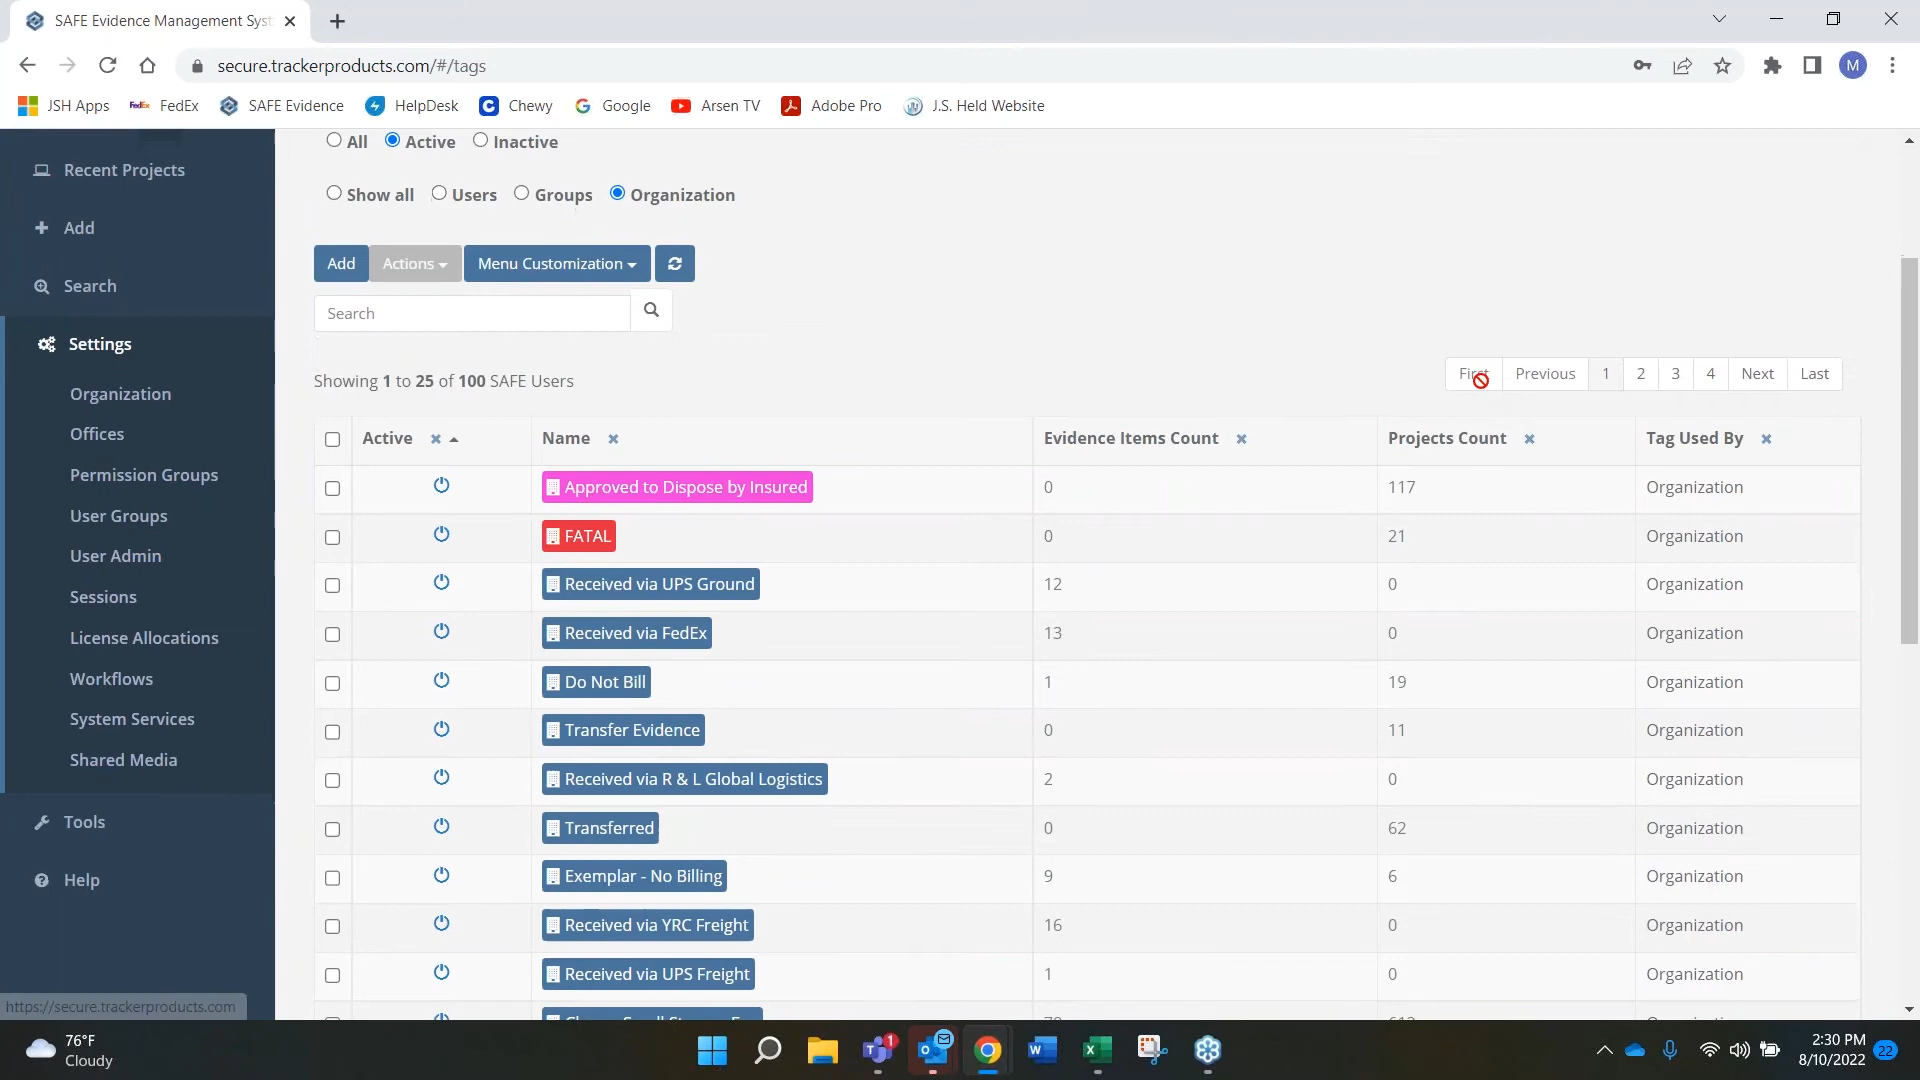 SAFE Evidence Management Syst
secure.trackerproducts.com/#/tags
M
JSH Apps FedEx FedEx SAFE Evidence HelpDesk Chewy Google Arsen TV Adobe Pro J.S. Held Website
Recent Projects
Add
Search
Settings
Organization
Offices
Permission Groups
User Groups
User Admin
Sessions
License Allocations
Workflows
System Services
Shared Media
Tools
Help
https://secure.trackerproducts.com
All Active Inactive
Show all Users Groups Organization
Add Actions Menu Customization
Search
Showing 1 to 25 of 100 SAFE Users
First Previous 1 2 3 4 Next Last
Active Name Evidence Items Count Projects Count Tag Used By
Approved to Dispose by Insured 0 117 Organization
FATAL 0 21 Organization
Received via UPS Ground 12 0 Organization
Received via FedEx 13 0 Organization
Do Not Bill 1 19 Organization
Transfer Evidence 0 11 Organization
Received via R & L Global Logistics 2 0 Organization
Transferred 0 62 Organization
Exemplar - No Billing 9 6 Organization
Received via YRC Freight 16 0 Organization
Received via UPS Freight 1 0 Organization
76°F
Cloudy
1
2:30 PM
8/10/2022
22